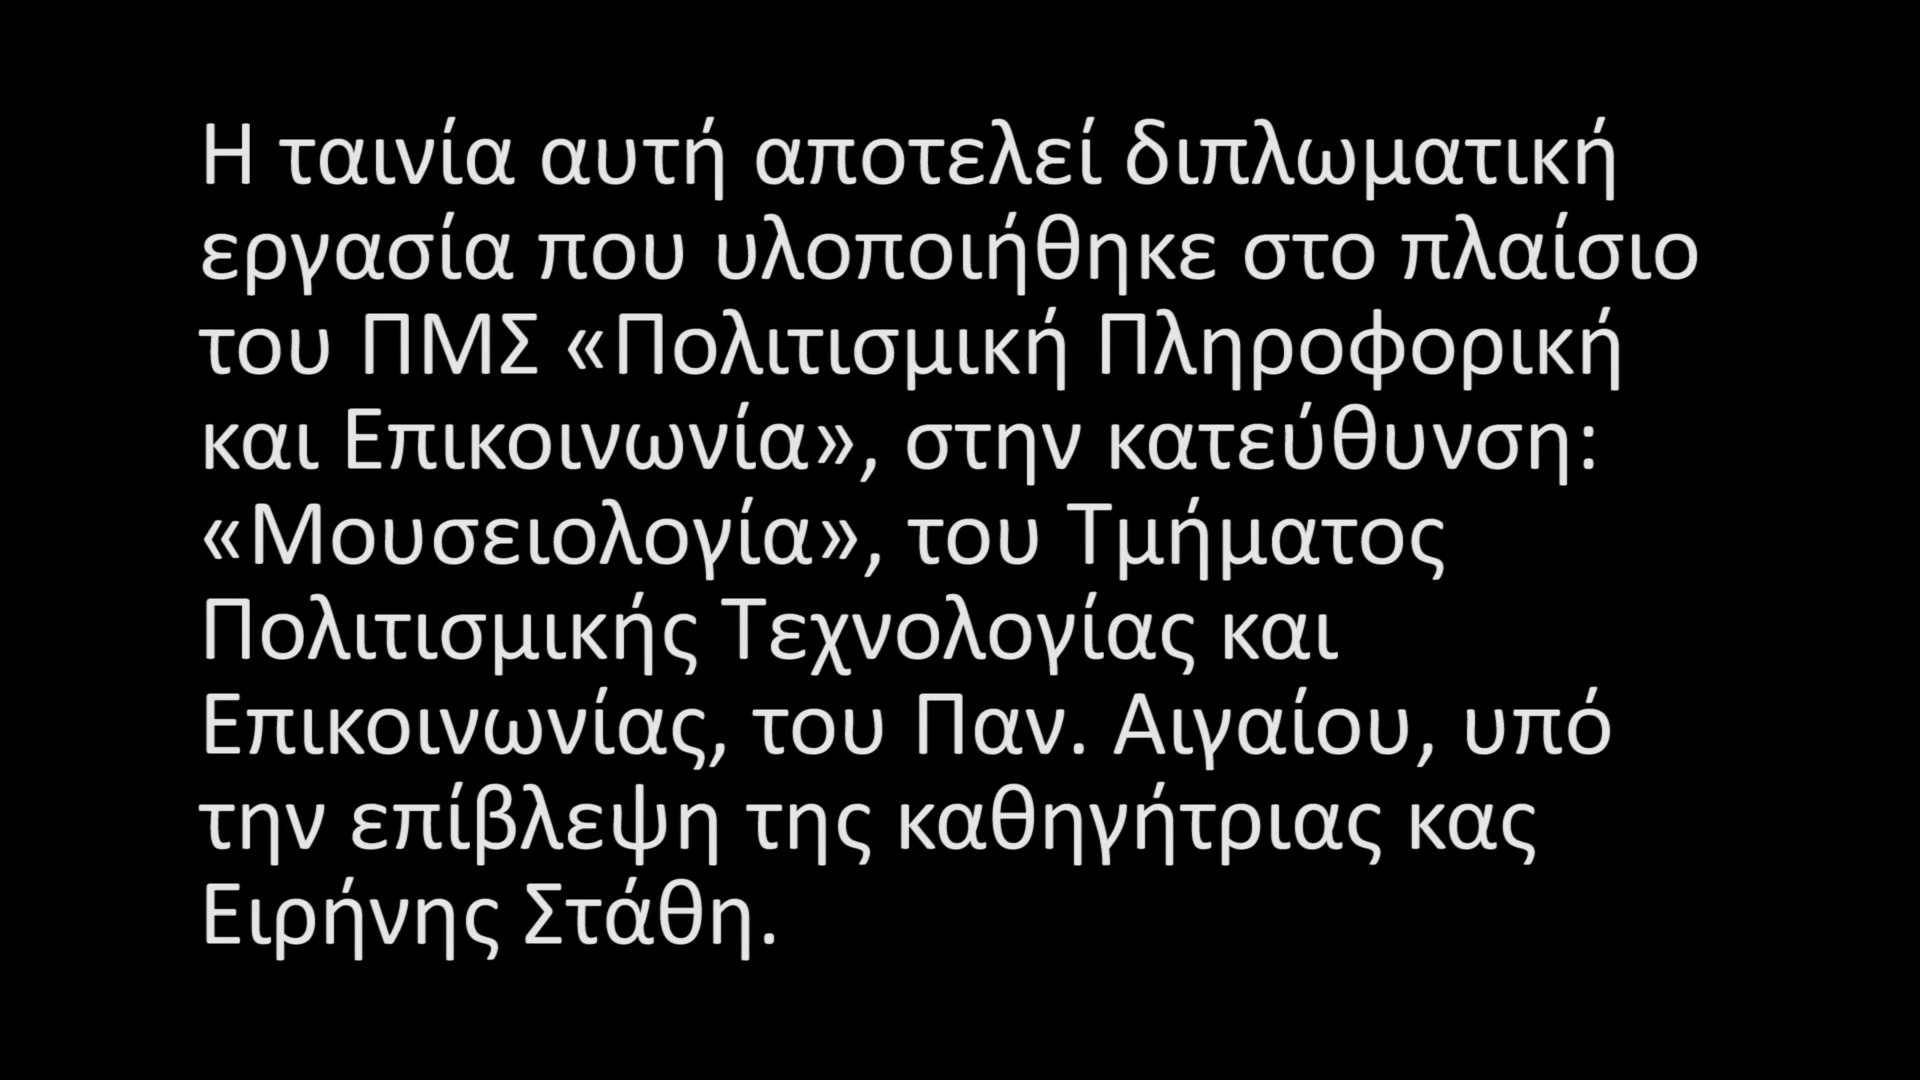 Η ταινία αυτή αποτελεί διπλωματική
εργασία που υλοποιήθηκε στο πλαίσιο
του ΠΜΣ «Πολιτισμική Πληροφορική
και Επικοινωνία», στην κατεύθυνση:
«Μουσειολογία», του Τμήματος
Πολιτισμικής Τεχνολογίας και
Επικοινωνίας, του Παν. Αιγαίου, υπό
την επίβλεψη της καθηγήτριας κας
Ειρήνης Στάθη.